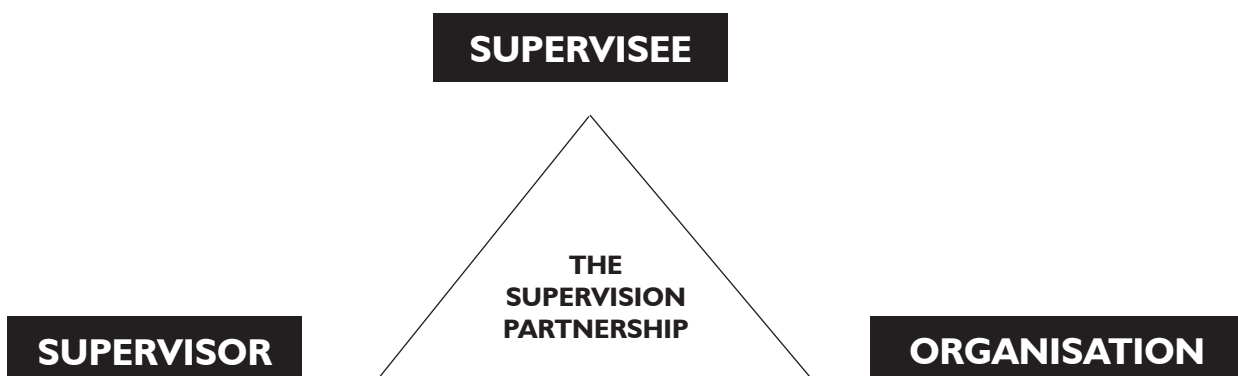 SUPERVISEE
THE
SUPERVISION
PARTNERSHIP
SUPERVISOR
ORGANISATION